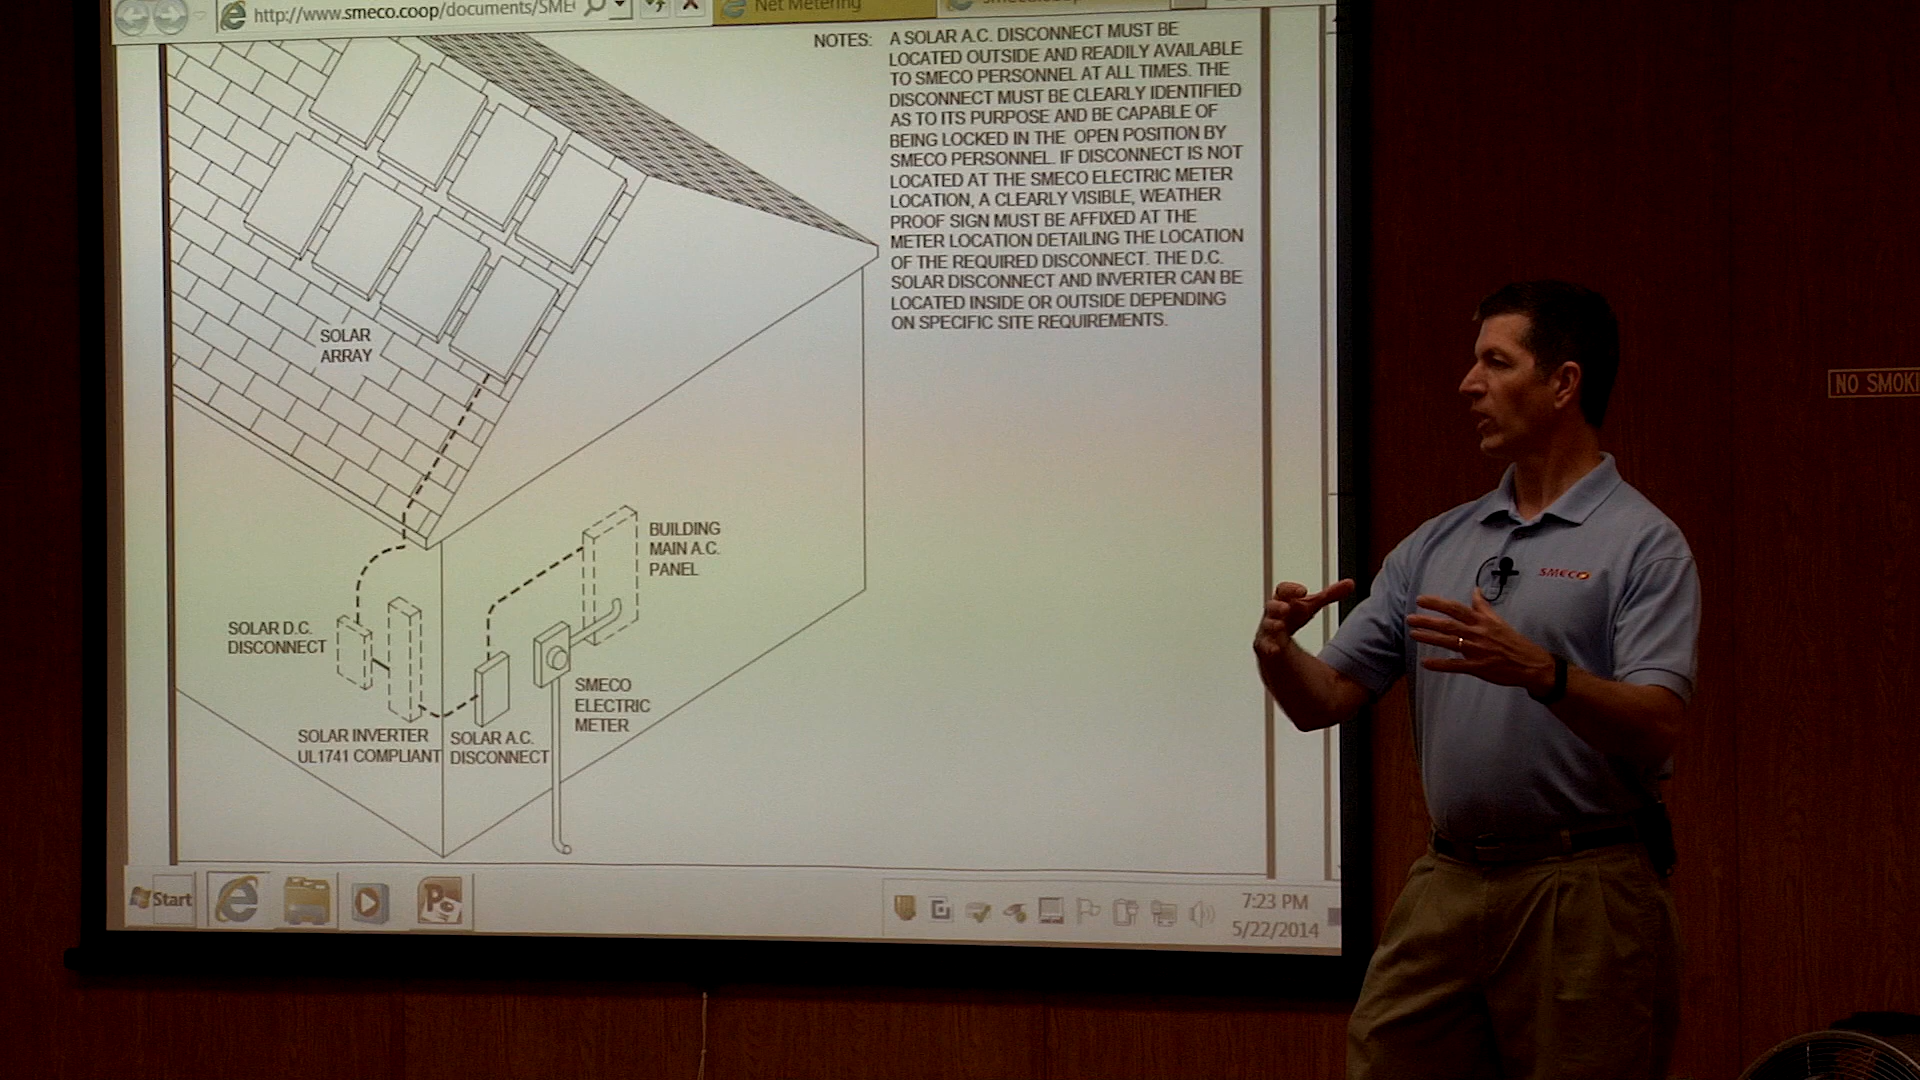 http://www.smeco.coop/documents/SME
Net Metering
NOTES: A SOLAR A.C. DISCONNECT MUST BE
LOCATED OUTSIDE AND READILY AVAILABLE
TO SMECO PERSONNEL AT ALL TIMES. THE
DISCONNECT MUST BE CLEARLY IDENTIFIED
AS TO ITS PURPOSE AND BE CAPABLE OF
BEING LOCKED IN THE OPEN POSITION BY
SMECO PERSONNEL. IF DISCONNECT IS NOT
LOCATED AT THE SMECO ELECTRIC METER
LOCATION, A CLEARLY VISIBLE, WEATHER
PROOF SIGN MUST BE AFFIXED AT THE
METER LOCATION DETAILING THE LOCATION
OF THE REQUIRED DISCONNECT. THE D.C.
SOLAR DISCONNECT AND INVERTER CAN BE
LOCATED INSIDE OR OUTSIDE DEPENDING
ON SPECIFIC SITE REQUIREMENTS.
SOLAR
ARRAY
BUILDING
MAIN A.C.
PANEL
SOLAR D.C.
DISCONNECT
SMECO
ELECTRIC
METER
SOLAR INVERTER
UL1741 COMPLIANT
SOLAR A.C.
DISCONNECT
Start
7:23 PM
5/22/2014
SMECO
NO SMOKI